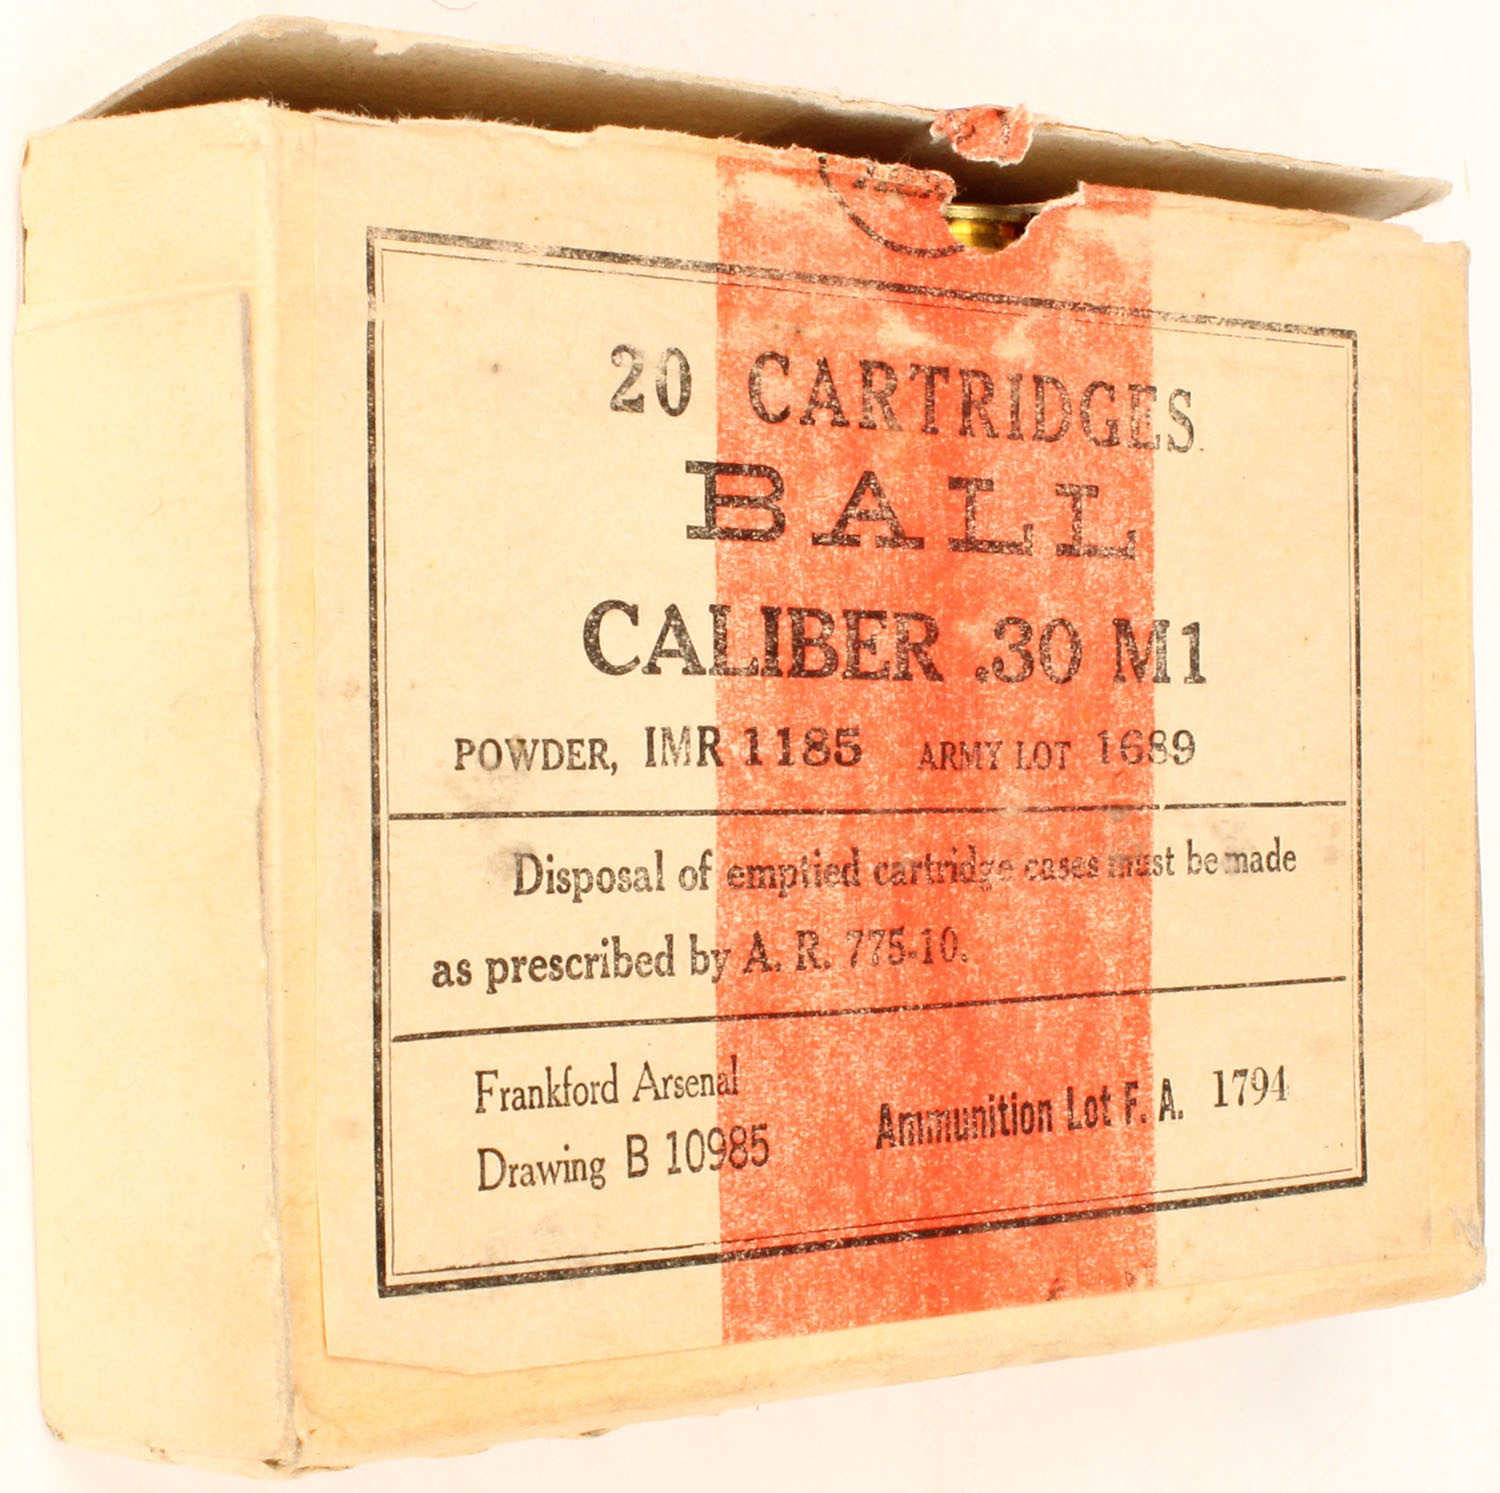 20 CARTRIDGES
BALL
CALIBER .30 M1
POWDER, IMR 1185 ARMY LOT 1689
Disposal of emptied cartridge cases must be made
as prescribed by A. R. 775-10.
Frankford Arsenal
Drawing B 10985
Ammunition Lot F. A. 1794